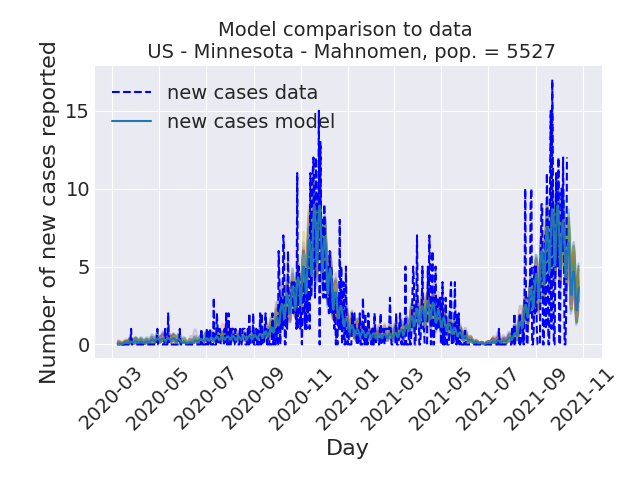 Model comparison to data
US - Minnesota - Mahnomen, pop. = 5527
Number of new cases reported
15
10
5
0
new cases data
new cases model
2020-03
2020-05
2020-07
2020-09
2020-11
2021-01
2021-03
2021-05
2021-07
2021-09
2021-11
Day